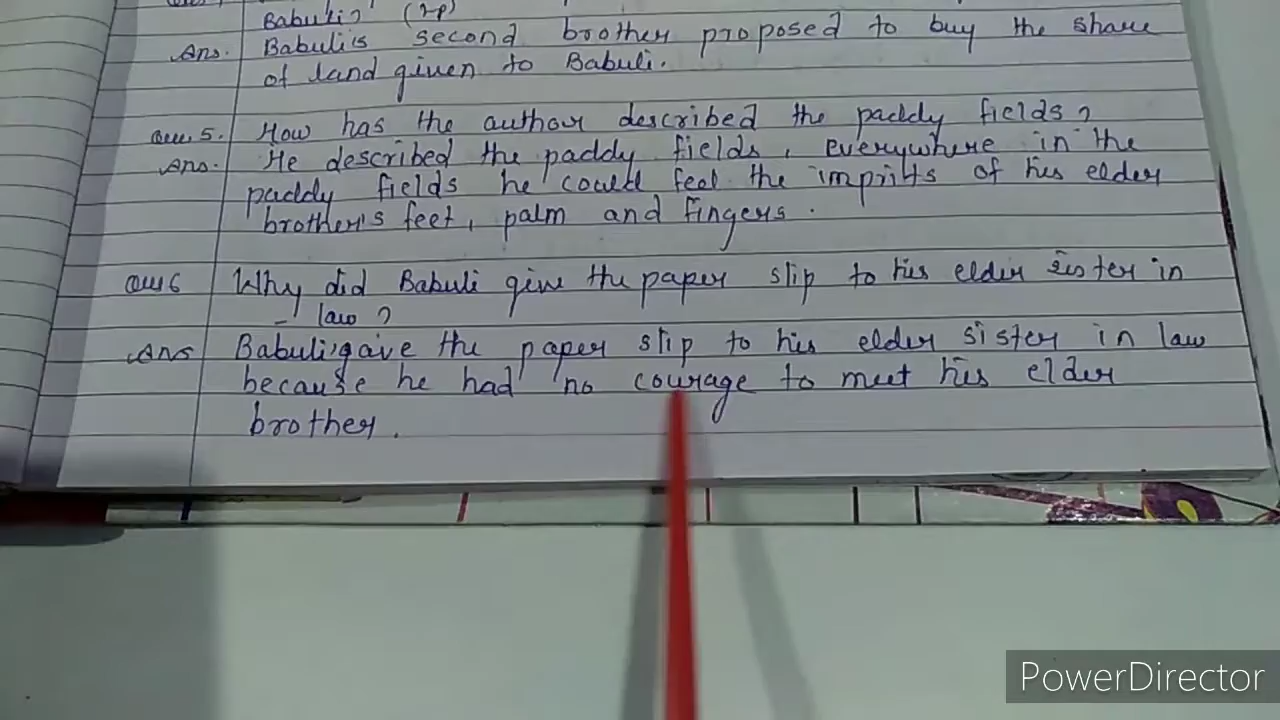 Babuli? (2p)
Ans. Babuli's second brother proposed to buy the share
of land given to Babuli.
Que 5. How has the author described the paddy fields?
Ans. He described the paddy fields, everywhere in the
paddy fields he could feel the imprits of his elder
brother's feet, palm and fingers.
Que 6 Why did Babuli give the paper slip to his elder sister in
- law?
Ans Babuli gave the paper slip to his elder sister in law
because he had no courage to meet his elder
brother.
PowerDirector